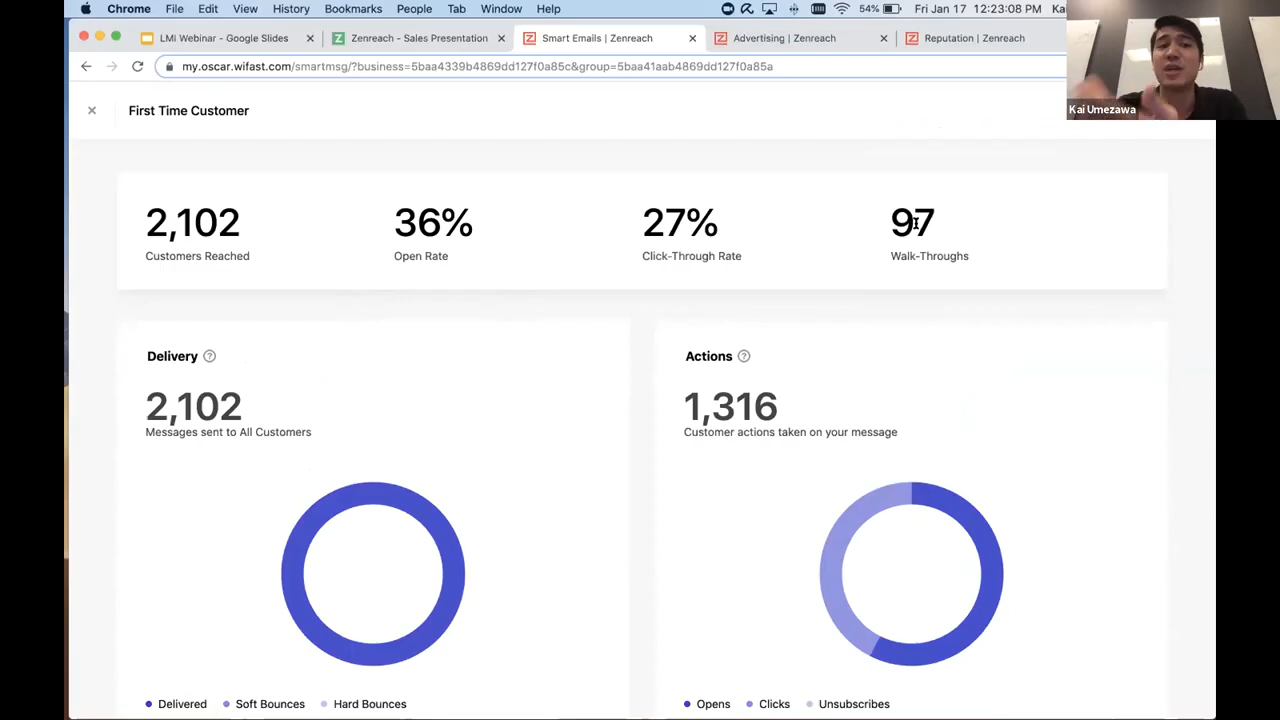 Chrome File Edit View History Bookmarks People Tab Window Help 54% Fri Jan 17 12:23:08 PM Kai
LMI Webinar - Google Slides Zenreach - Sales Presentation Smart Emails | Zenreach Advertising | Zenreach Reputation | Zenreach
my.oscar.wifast.com/smartmsg/?business=5baa4339b4869dd127f0a85c&group=5baa41aab4869dd127f0a85a
Kai Umezawa
First Time Customer
2,102 36% 27% 97
Customers Reached Open Rate Click-Through Rate Walk-Throughs
Delivery Actions
2,102 1,316
Messages sent to All Customers Customer actions taken on your message
Delivered Soft Bounces Hard Bounces Opens Clicks Unsubscribes